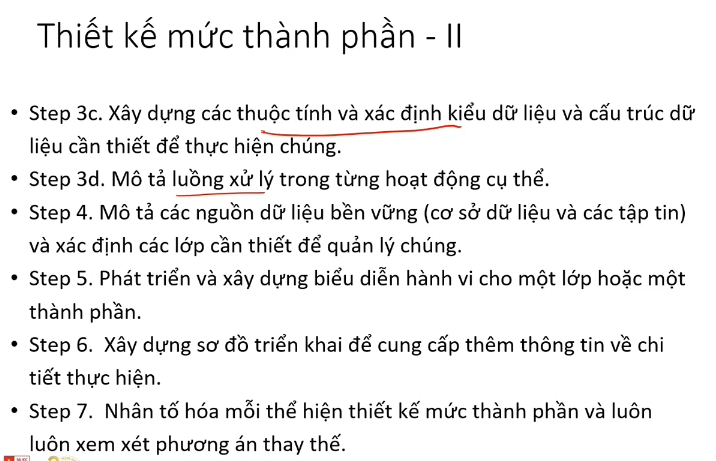 Thiết kế mức thành phần - II
• Step 3c. Xây dựng các thuộc tính và xác định kiểu dữ liệu và cấu trúc dữ
liệu cần thiết để thực hiện chúng.
• Step 3d. Mô tả luồng xử lý trong từng hoạt động cụ thể.
• Step 4. Mô tả các nguồn dữ liệu bền vững (cơ sở dữ liệu và các tập tin)
và xác định các lớp cần thiết để quản lý chúng.
• Step 5. Phát triển và xây dựng biểu diễn hành vi cho một lớp hoặc một
thành phần.
• Step 6. Xây dựng sơ đồ triển khai để cung cấp thêm thông tin về chi
tiết thực hiện.
• Step 7. Nhân tố hóa mỗi thể hiện thiết kế mức thành phần và luôn
luôn xem xét phương án thay thế.